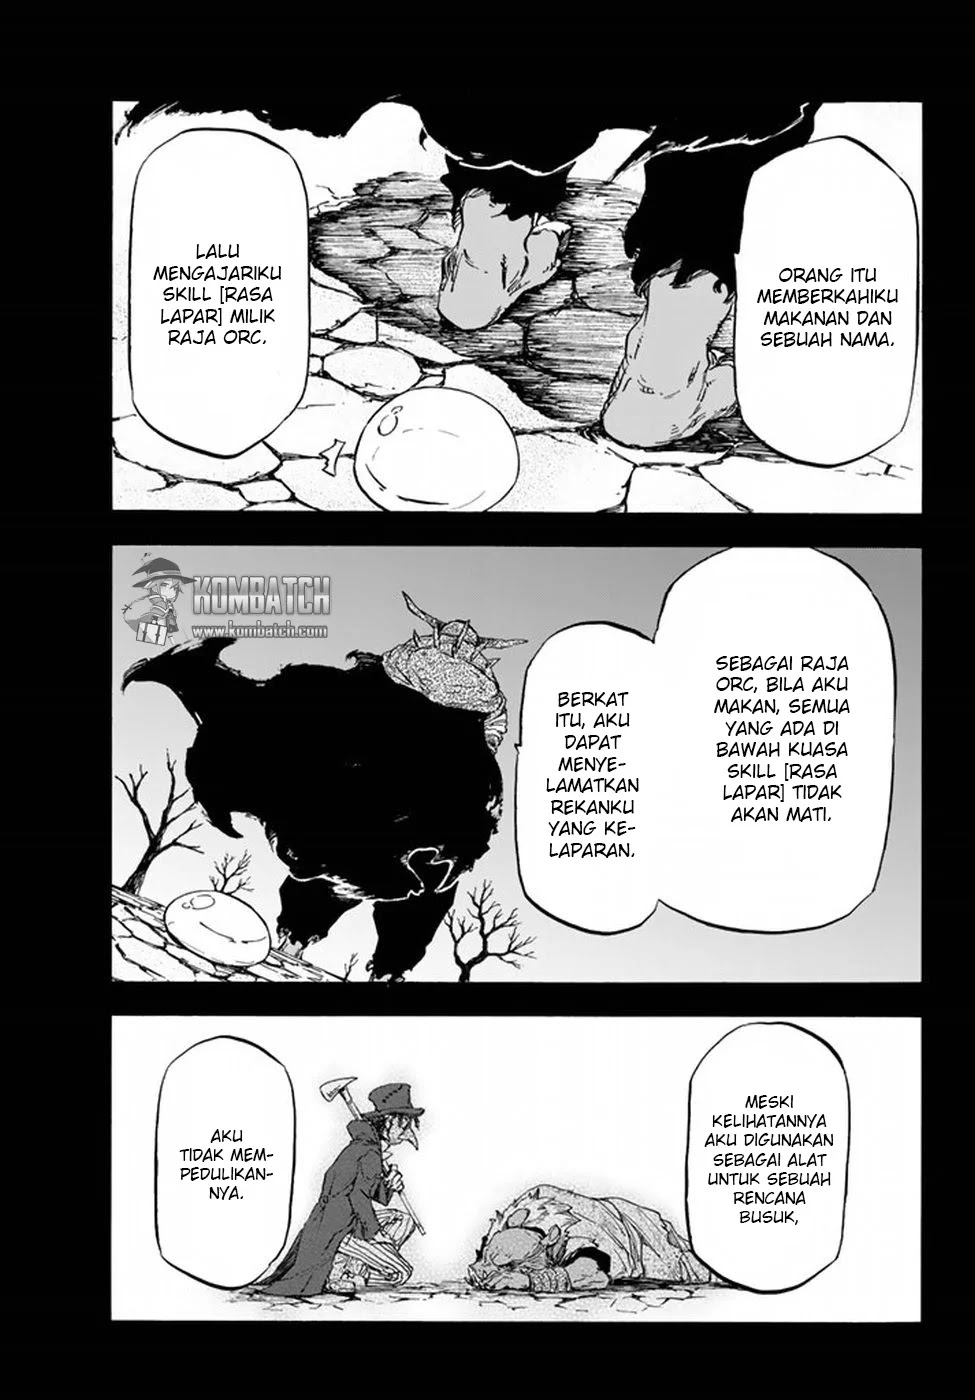 ORANG ITU
MEMBERKAHIKU
MAKANAN DAN
SEBUAH NAMA.
LALU
MENGAJARIKU
SKILL [RASA
LAPAR] MILIK
RAJA ORC.
KOMBATCH
www.kombatch.com
SEBAGAI RAJA
ORC, BILA AKU
MAKAN, SEMUA
YANG ADA DI
BAWAH KUASA
SKILL [RASA
LAPAR] TIDAK
AKAN MATI.
BERKAT
ITU, AKU
DAPAT
MENYE-
LAMATKAN
REKANKU
YANG KE-
LAPARAN.
MESKI
KELIHATANNYA
AKU DIGUNAKAN
SEBAGAI ALAT
UNTUK SEBUAH
RENCANA
BUSUK,
AKU
TIDAK MEM-
PEDULIKAN-
NYA.